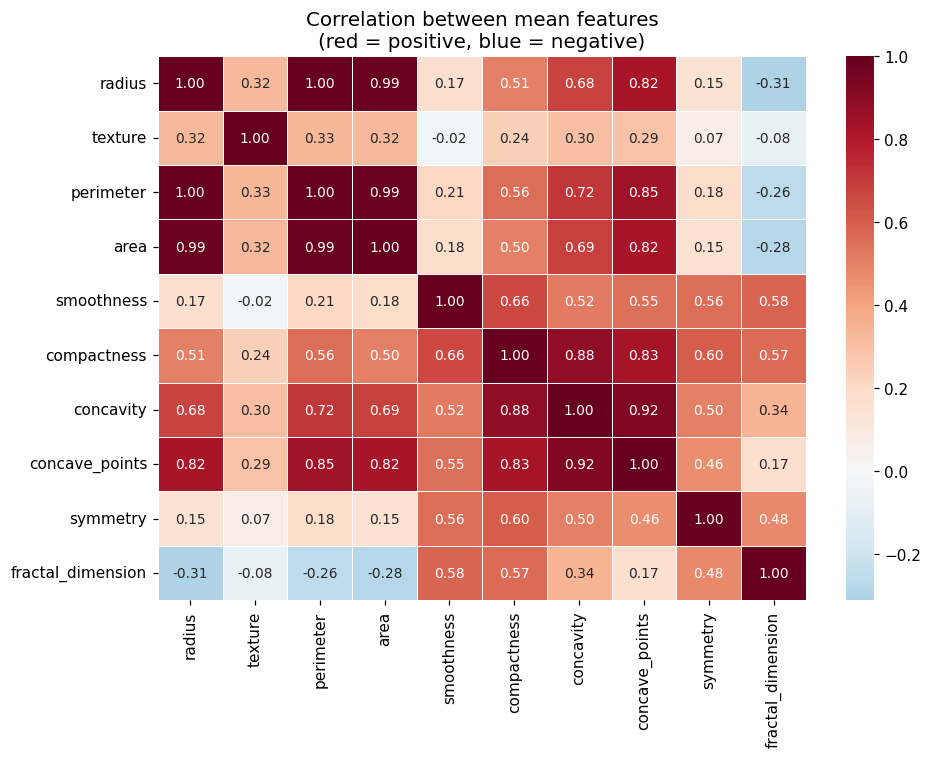 Correlation between mean features
(red = positive, blue = negative)
radius 1.00 0.32 1.00 0.99 0.17 0.51 0.68 0.82 0.15 -0.31
texture 0.32 1.00 0.33 0.32 -0.02 0.24 0.30 0.29 0.07 -0.08
perimeter 1.00 0.33 1.00 0.99 0.21 0.56 0.72 0.85 0.18 -0.26
area 0.99 0.32 0.99 1.00 0.18 0.50 0.69 0.82 0.15 -0.28
smoothness 0.17 -0.02 0.21 0.18 1.00 0.66 0.52 0.55 0.56 0.58
compactness 0.51 0.24 0.56 0.50 0.66 1.00 0.88 0.83 0.60 0.57
concavity 0.68 0.30 0.72 0.69 0.52 0.88 1.00 0.92 0.50 0.34
concave_points 0.82 0.29 0.85 0.82 0.55 0.83 0.92 1.00 0.46 0.17
symmetry 0.15 0.07 0.18 0.15 0.56 0.60 0.50 0.46 1.00 0.48
fractal_dimension -0.31 -0.08 -0.26 -0.28 0.58 0.57 0.34 0.17 0.48 1.00
radius
texture
perimeter
area
smoothness
compactness
concavity
concave_points
symmetry
fractal_dimension
1.0
0.8
0.6
0.4
0.2
0.0
−0.2